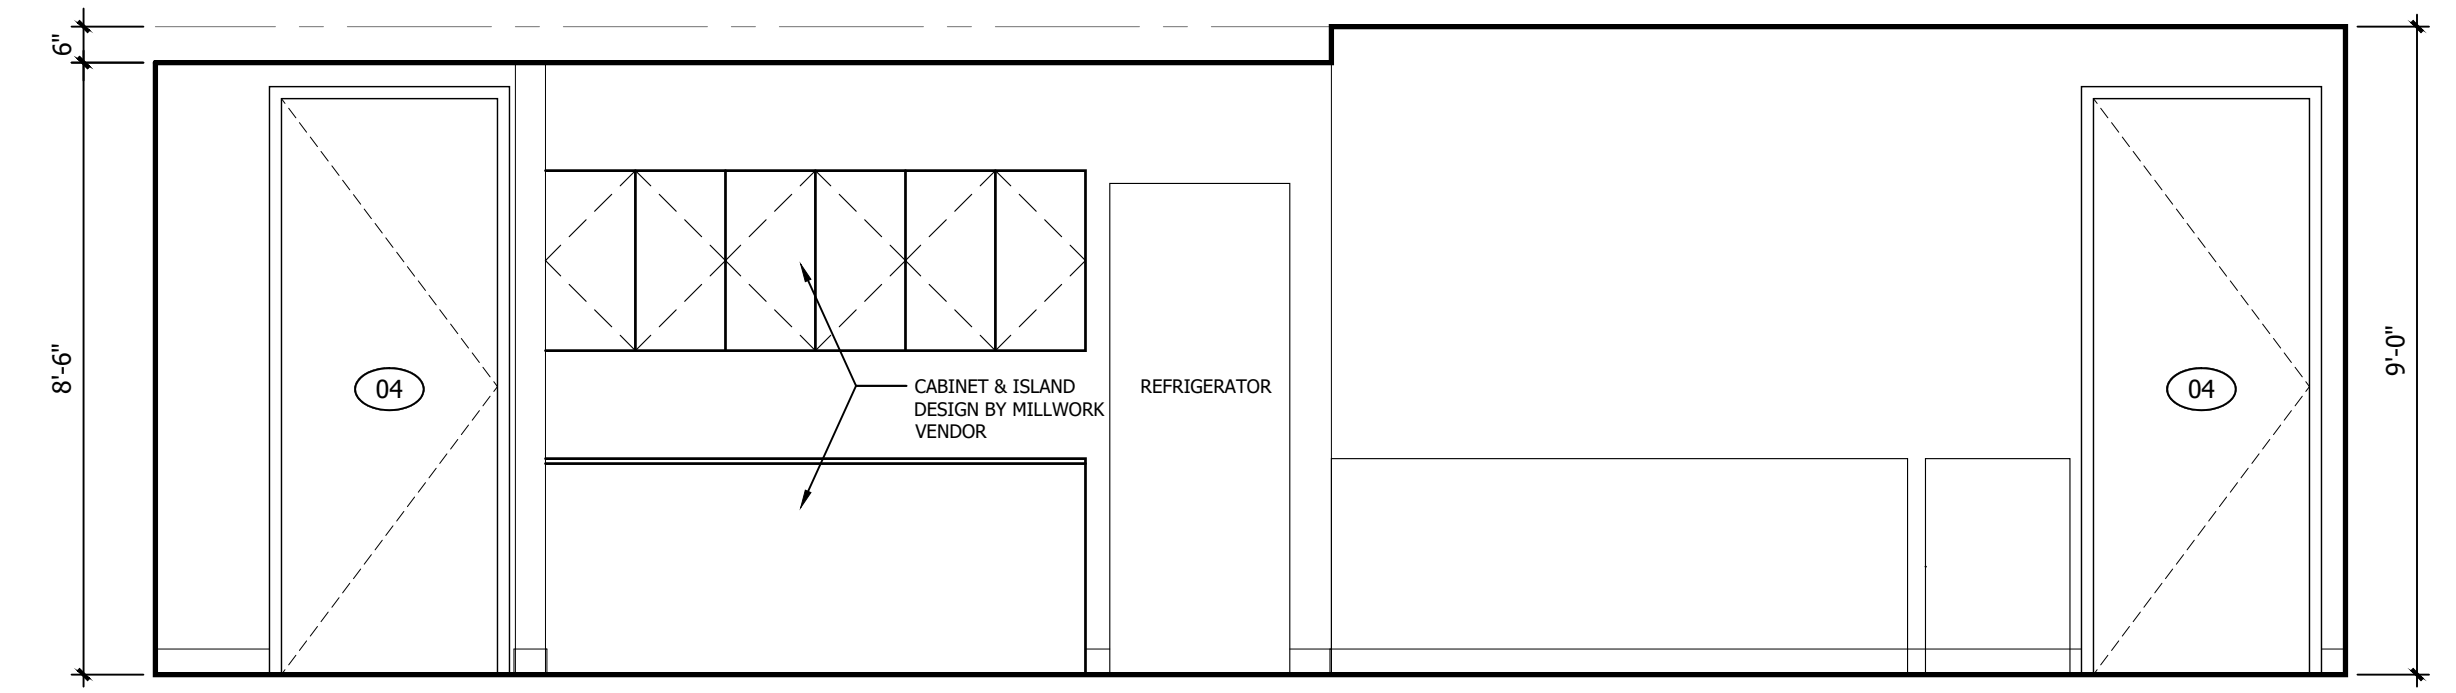 6"
8'-6"
04
CABINET & ISLAND
DESIGN BY MILLWORK
VENDOR
REFRIGERATOR
04
9'-0"